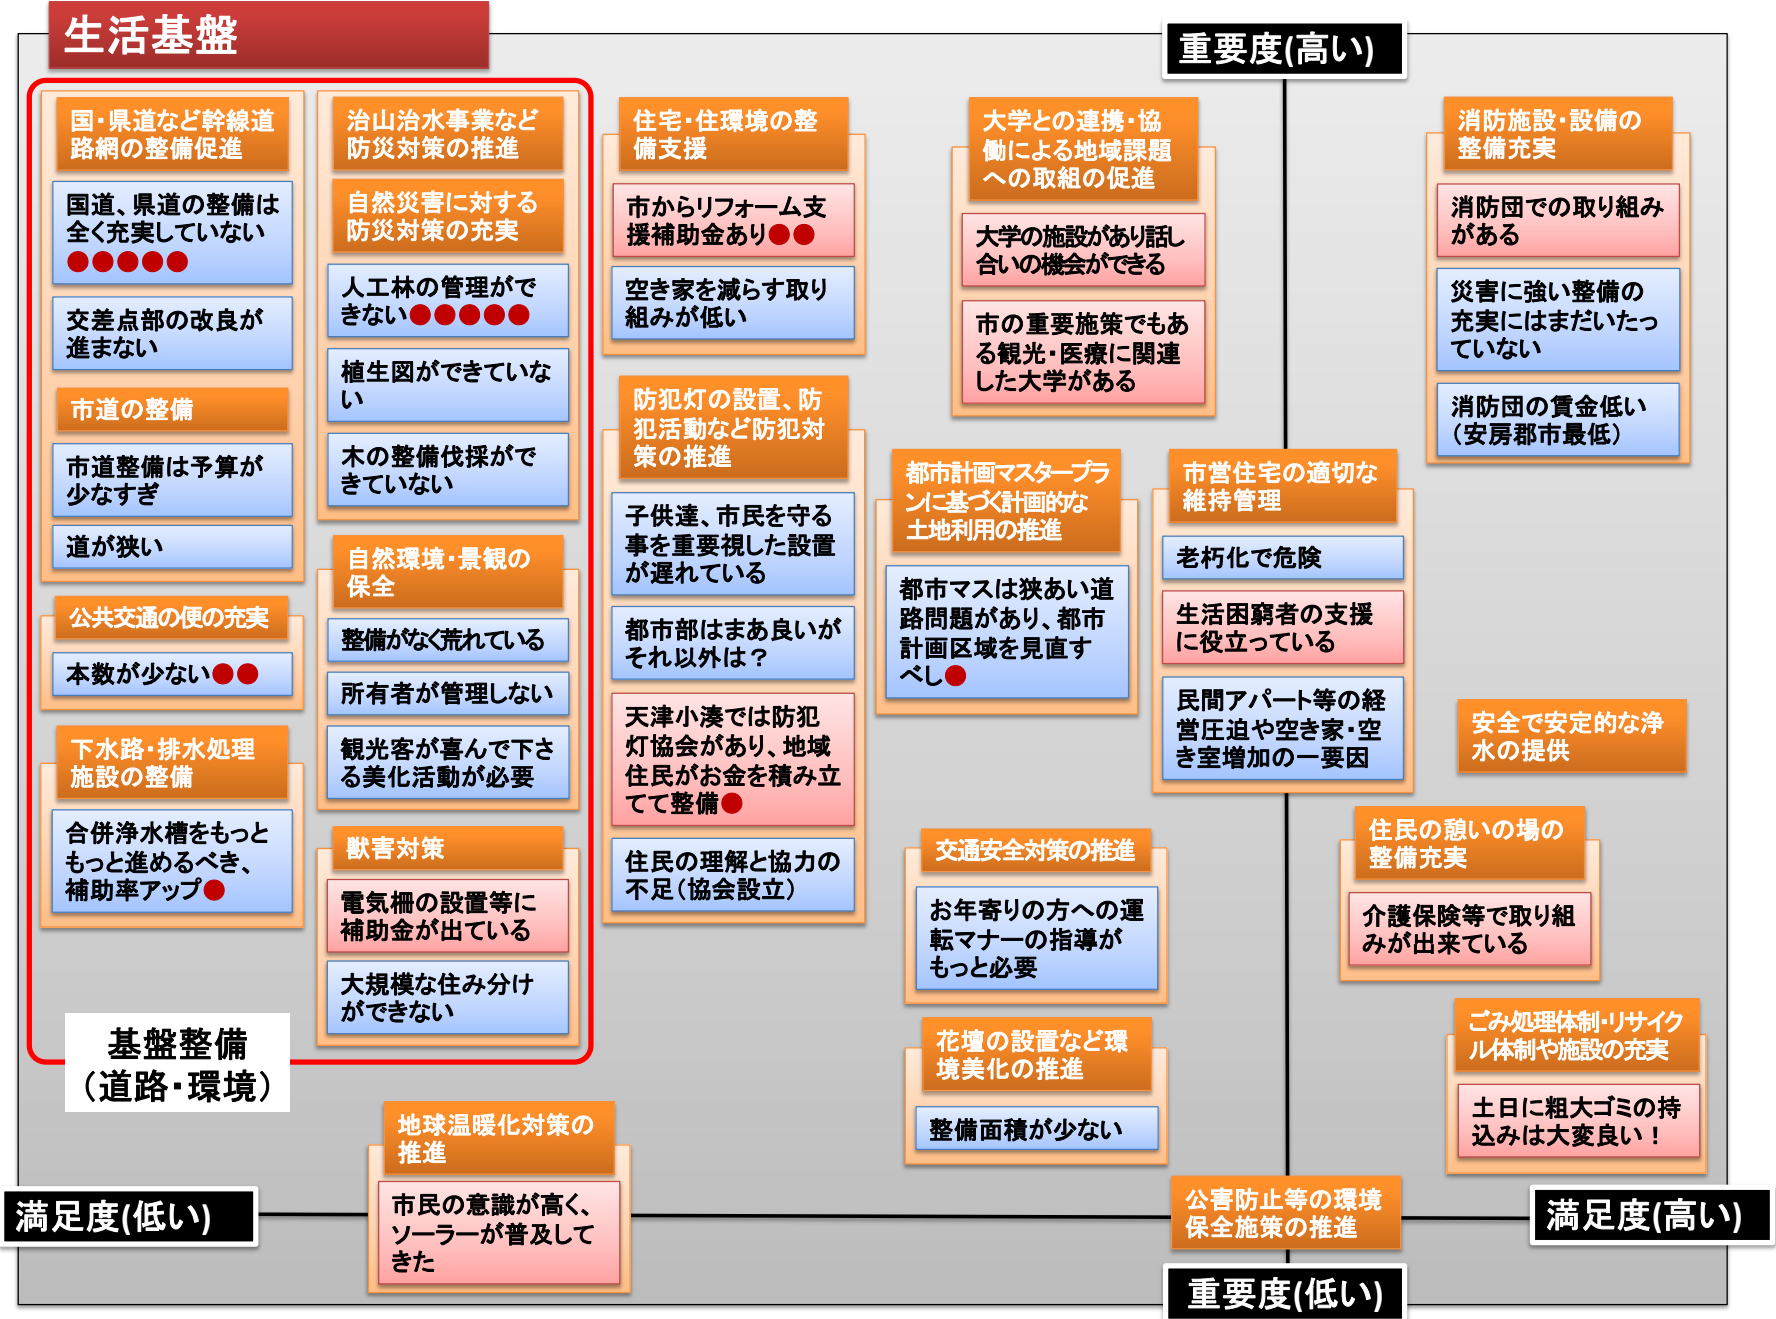 生活基盤
重要度(高い)
国・県道など幹線道
路網の整備促進
国道、県道の整備は
全く充実していない
●●●●●
交差点部の改良が
進まない
市道の整備
市道整備は予算が
少なすぎ
道が狭い
公共交通の便の充実
本数が少ない●●
下水路・排水処理
施設の整備
合併浄水槽をもっと
もっと進めるべき、
補助率アップ●
治山治水事業など
防災対策の推進
自然災害に対する
防災対策の充実
人工林の管理がで
きない●●●●●
植生図ができていな
い
木の整備伐採がで
きていない
自然環境・景観の
保全
整備がなく荒れている
所有者が管理しない
観光客が喜んで下さ
る美化活動が必要
獣害対策
電気柵の設置等に
補助金が出ている
大規模な住み分け
ができない
基盤整備
（道路・環境）
住宅・住環境の整
備支援
市からリフォーム支
援補助金あり●●
空き家を減らす取り
組みが低い
防犯灯の設置、防
犯活動など防犯対
策の推進
子供達、市民を守る
事を重要視した設置
が遅れている
都市部はまあ良いが
それ以外は？
天津小湊では防犯
灯協会があり、地域
住民がお金を積み立
てて整備●
住民の理解と協力の
不足（協会設立）
大学との連携・協
働による地域課題
への取組の促進
大学の施設があり話し
合いの機会ができる
市の重要施策でもあ
る観光・医療に関連
した大学がある
都市計画マスタープラ
ンに基づく計画的な
土地利用の推進
都市マスは狭あい道
路問題があり、都市
計画区域を見直す
べし●
交通安全対策の推進
お年寄りの方への運
転マナーの指導が
もっと必要
花壇の設置など環
境美化の推進
整備面積が少ない
市営住宅の適切な
維持管理
老朽化で危険
生活困窮者の支援
に役立っている
民間アパート等の経
営圧迫や空き家・空
き室増加の一要因
消防施設・設備の
整備充実
消防団での取り組み
がある
災害に強い整備の
充実にはまだいたっ
ていない
消防団の賃金低い
（安房郡市最低）
安全で安定的な浄
水の提供
住民の憩いの場の
整備充実
介護保険等で取り組
みが出来ている
ごみ処理体制・リサイク
ル体制や施設の充実
土日に粗大ゴミの持
込みは大変良い！
地球温暖化対策の
推進
市民の意識が高く、
ソーラーが普及して
きた
公害防止等の環境
保全施策の推進
満足度(低い)
満足度(高い)
重要度(低い)